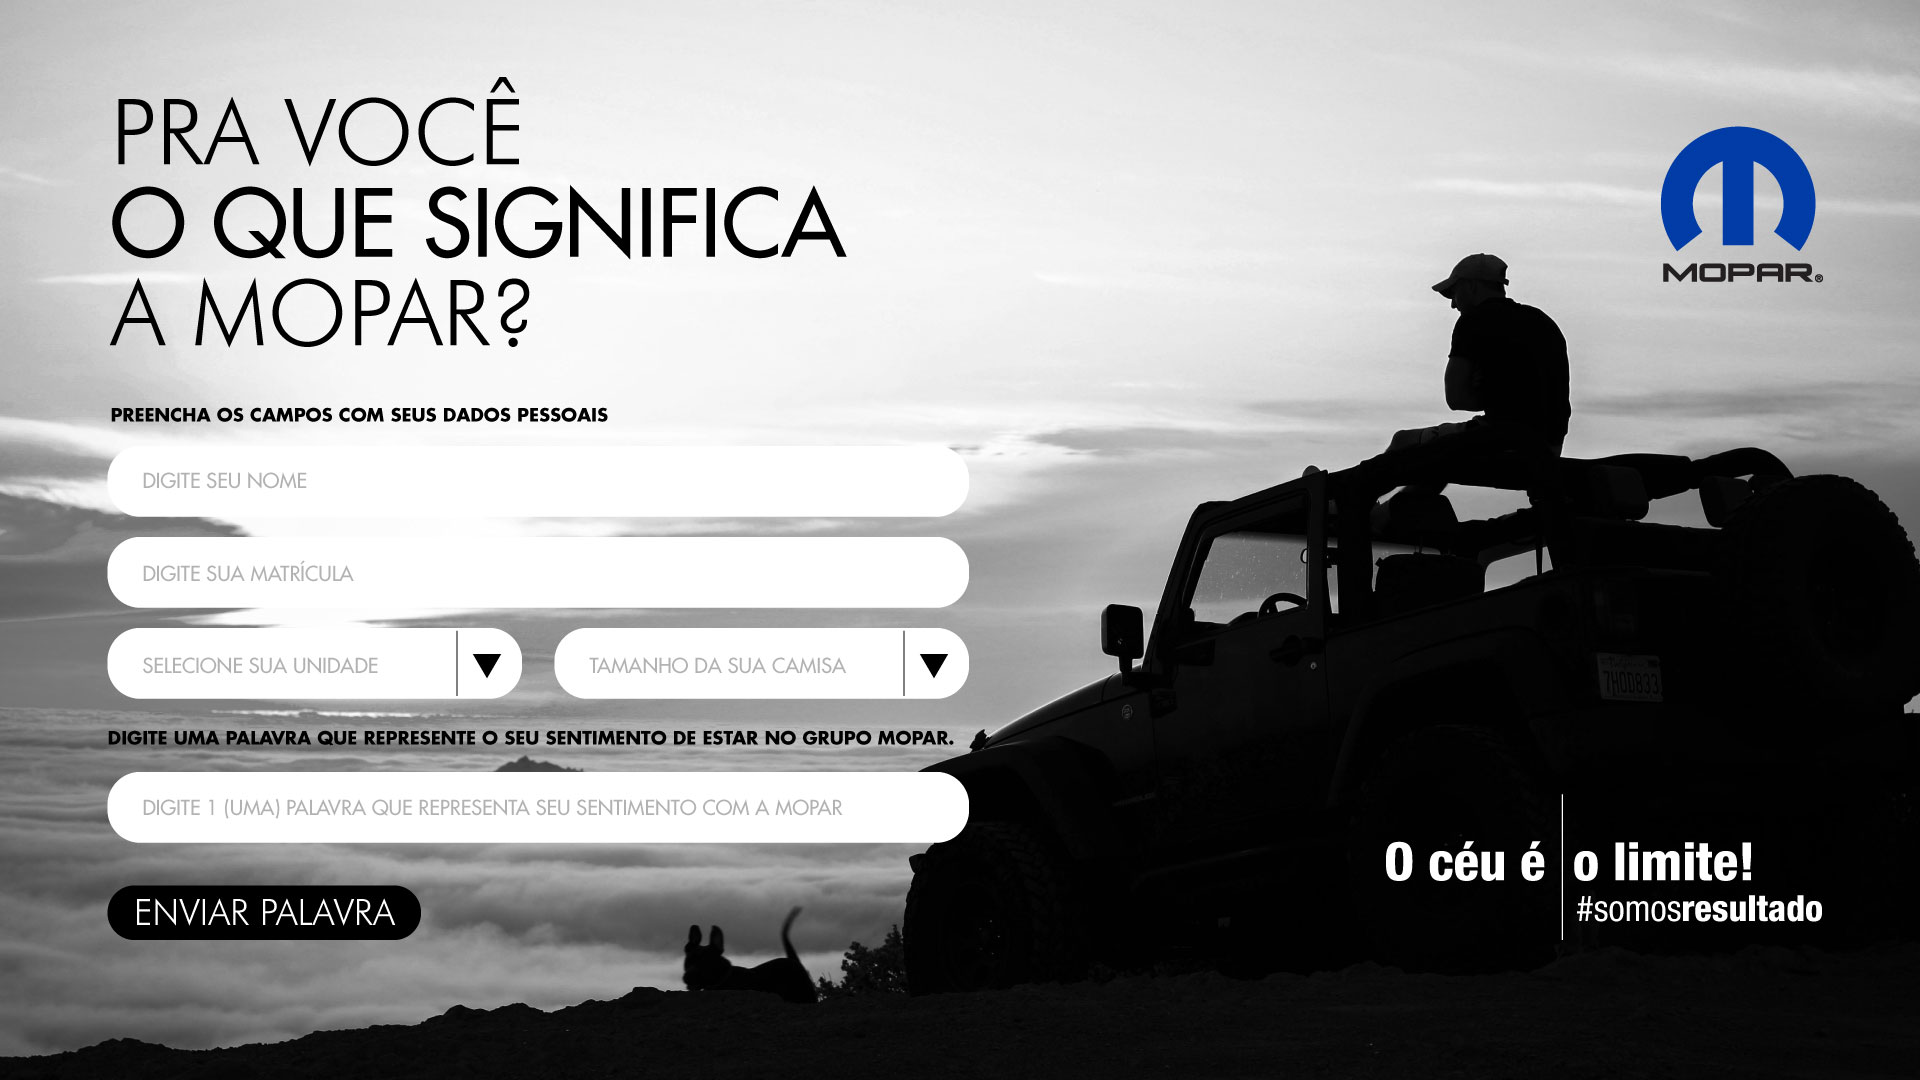 PRA VOCÊ
O QUE SIGNIFICA
A MOPAR?
MOPAR®
PREENCHA OS CAMPOS COM SEUS DADOS PESSOAIS
DIGITE SEU NOME
DIGITE SUA MATRÍCULA
SELECIONE SUA UNIDADE
TAMANHO DA SUA CAMISA
7HOD833
DIGITE UMA PALAVRA QUE REPRESENTE O SEU SENTIMENTO DE ESTAR NO GRUPO MOPAR.
DIGITE 1 (UMA) PALAVRA QUE REPRESENTA SEU SENTIMENTO COM A MOPAR
ENVIAR PALAVRA
O céu é o limite!
#somosresultado